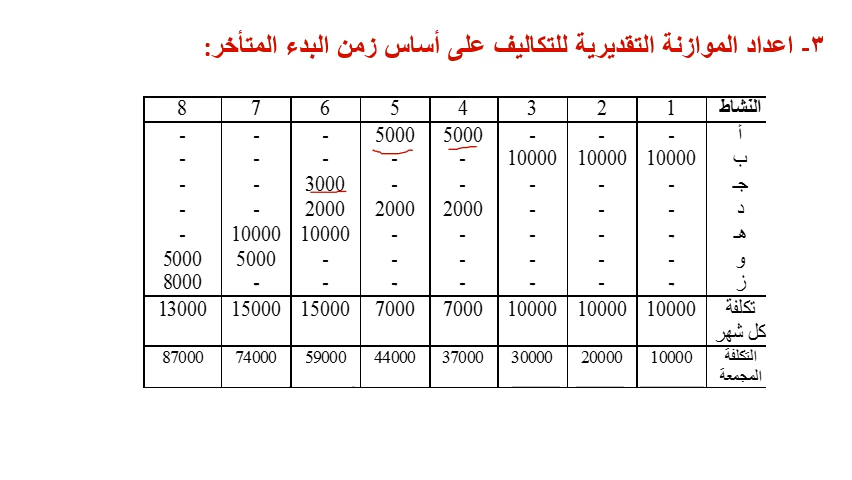 ٣- اعداد الموازنة التقديرية للتكاليف على أساس زمن البدء المتأخر:
النشاط 1 2 3 4 5 6 7 8
أ - - - 5000 5000 - - -
ب 10000 10000 10000 - - - - -
جـ - - - - - 3000 - -
د - - - 2000 2000 2000 - -
هـ - - - - - 10000 10000 -
و - - - - - - 5000 5000
ز - - - - - - - 8000
تكلفة كل شهر 10000 10000 10000 7000 7000 15000 15000 13000
التكلفة المجمعة 10000 20000 30000 37000 44000 59000 74000 87000